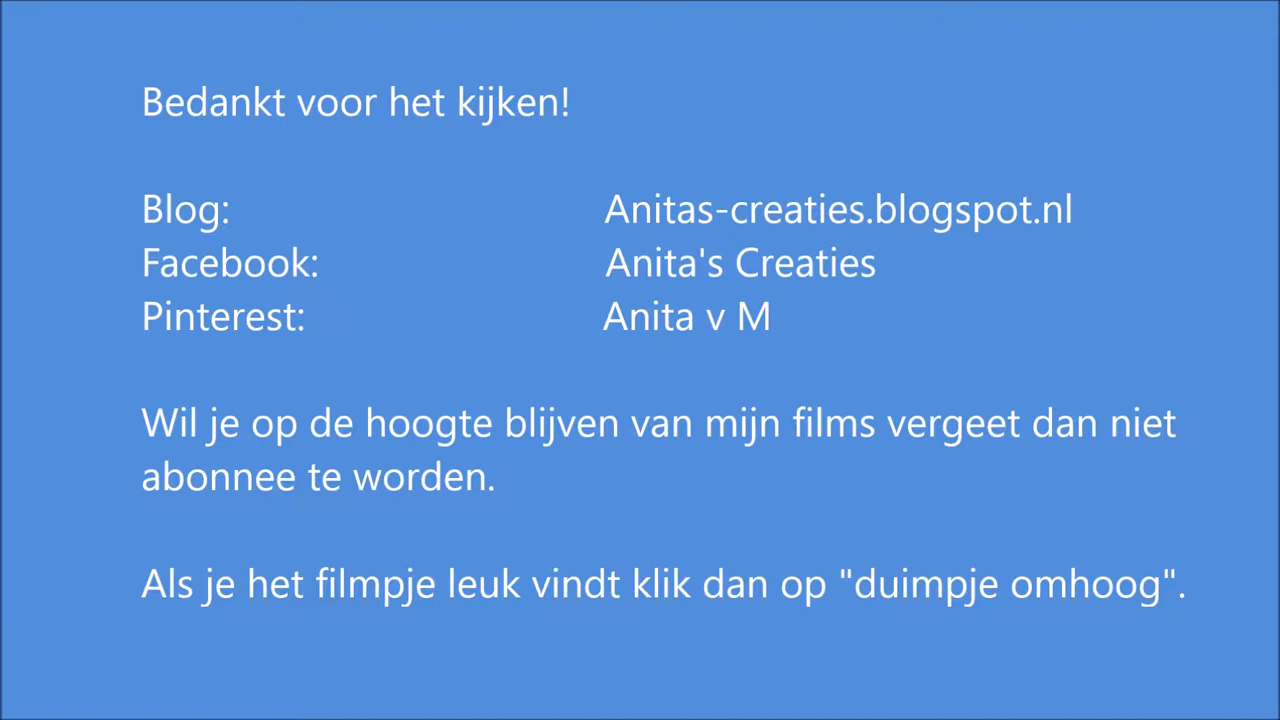 Bedankt voor het kijken!
Blog: Anitas-creaties.blogspot.nl
Facebook: Anita's Creaties
Pinterest: Anita v M
Wil je op de hoogte blijven van mijn films vergeet dan niet
abonnee te worden.
Als je het filmpje leuk vindt klik dan op "duimpje omhoog".